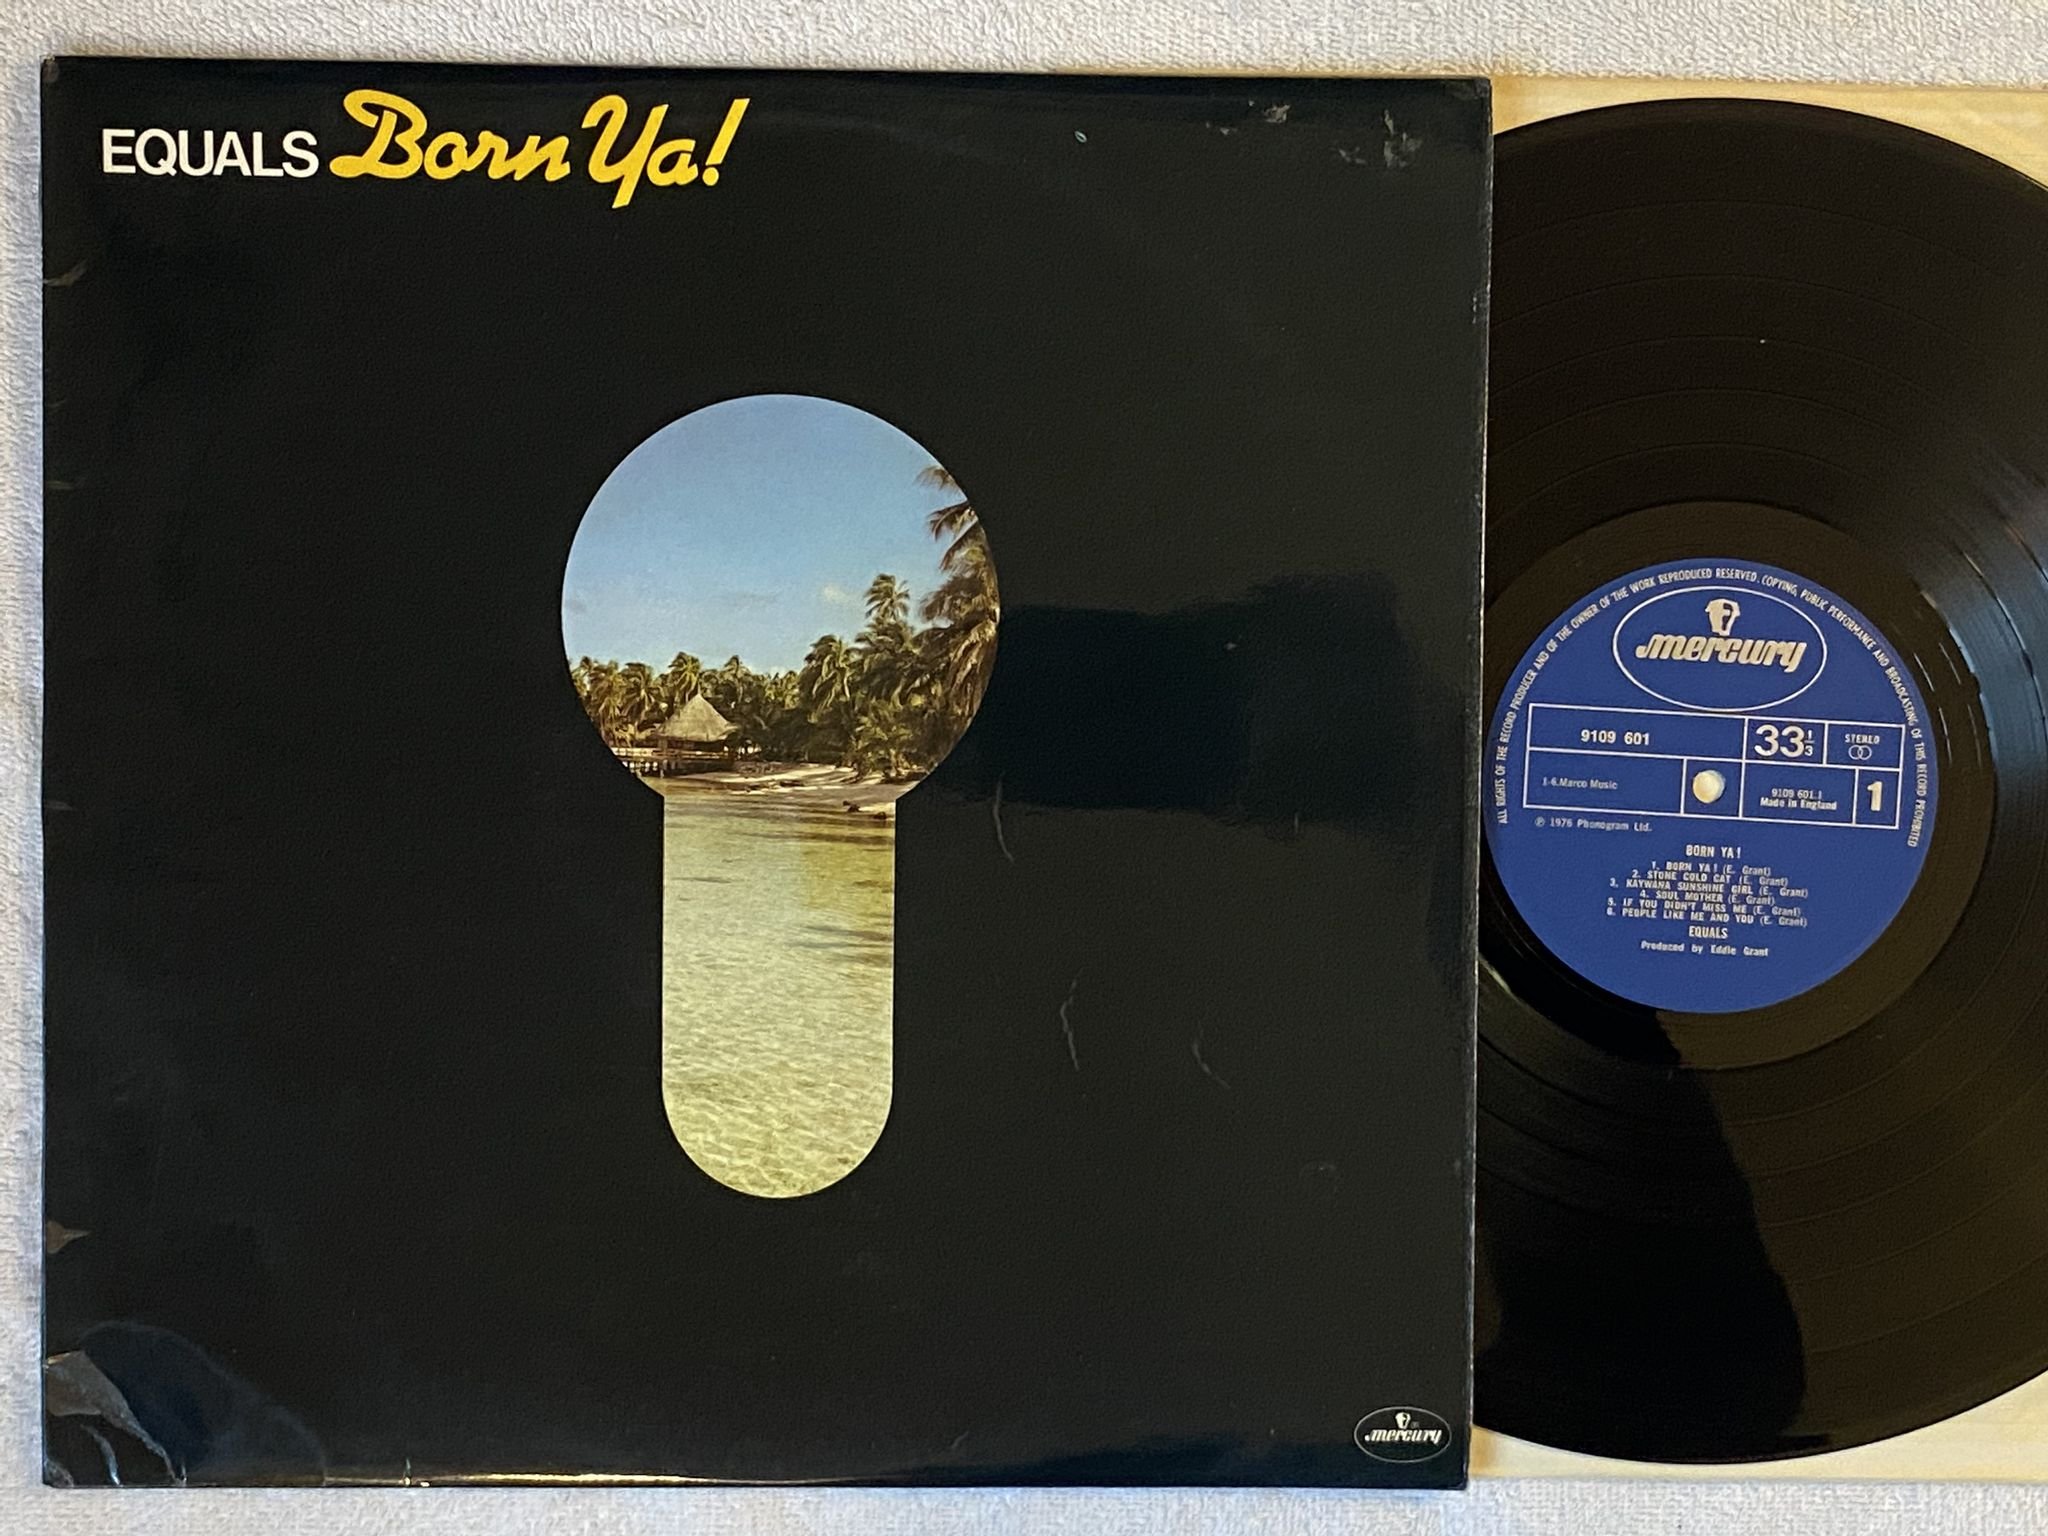 EQUALS Born Ya!
mercury
ALL RIGHTS OF THE RECORD PRODUCER AND OF THE OWNER OF THE WORK REPRODUCED RESERVED. COPYING, PUBLIC PERFORMANCE AND BROADCASTING OF THIS RECORD PROHIBITED
mercury
9109 601
33 1/3
STEREO
1-6.Marco Music
9109 601.1
Made in England
1
℗ 1976 Phonogram Ltd.
BORN YA!
1. BORN YA! (E. Grant)
2. STONE COLD CAT (E. Grant)
3. KAYWANA SUNSHINE GIRL (E. Grant)
4. SOUL MOTHER (E. Grant)
5. IF YOU DIDN'T MISS ME (E. Grant)
6. PEOPLE LIKE ME AND YOU (E. Grant)
EQUALS
Produced by Eddie Grant